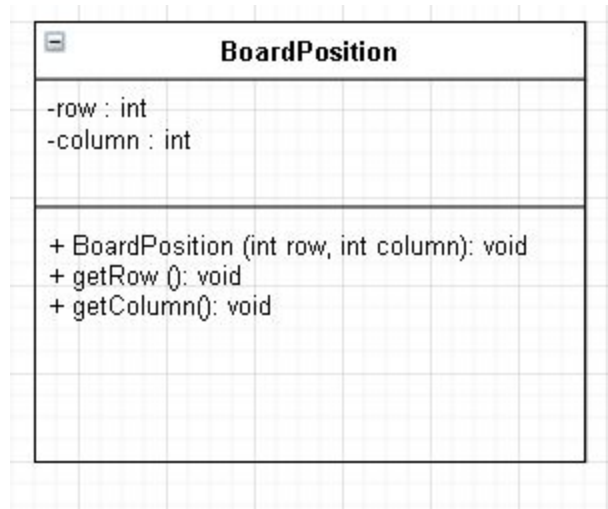 BoardPosition
-row : int
-column : int
+ BoardPosition (int row, int column): void
+ getRow (): void
+ getColumn(): void